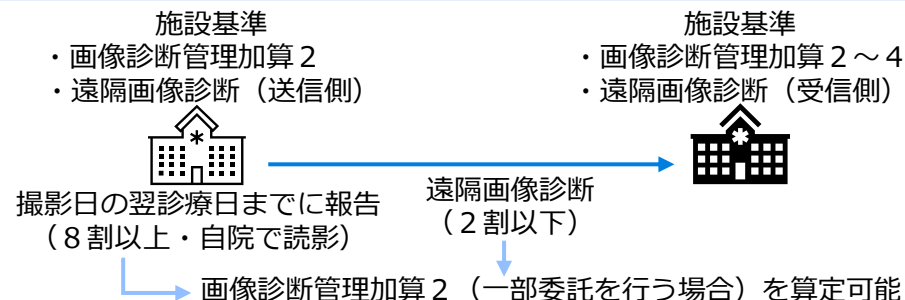 施設基準
・画像診断管理加算２
・遠隔画像診断（送信側）
施設基準
・画像診断管理加算２～４
・遠隔画像診断（受信側）
撮影日の翌診療日までに報告
（８割以上・自院で読影）
遠隔画像診断
（２割以下）
画像診断管理加算２（一部委託を行う場合）を算定可能